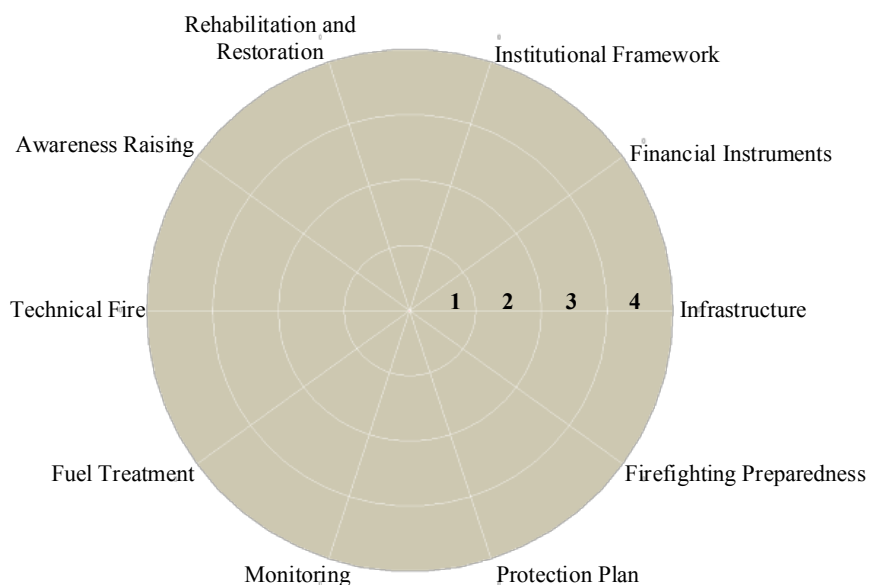 Rehabilitation and
Restoration
Institutional Framework
Awareness Raising
Financial Instruments
Technical Fire
1 2 3 4
Infrastructure
Fuel Treatment
Firefighting Preparedness
Monitoring
Protection Plan